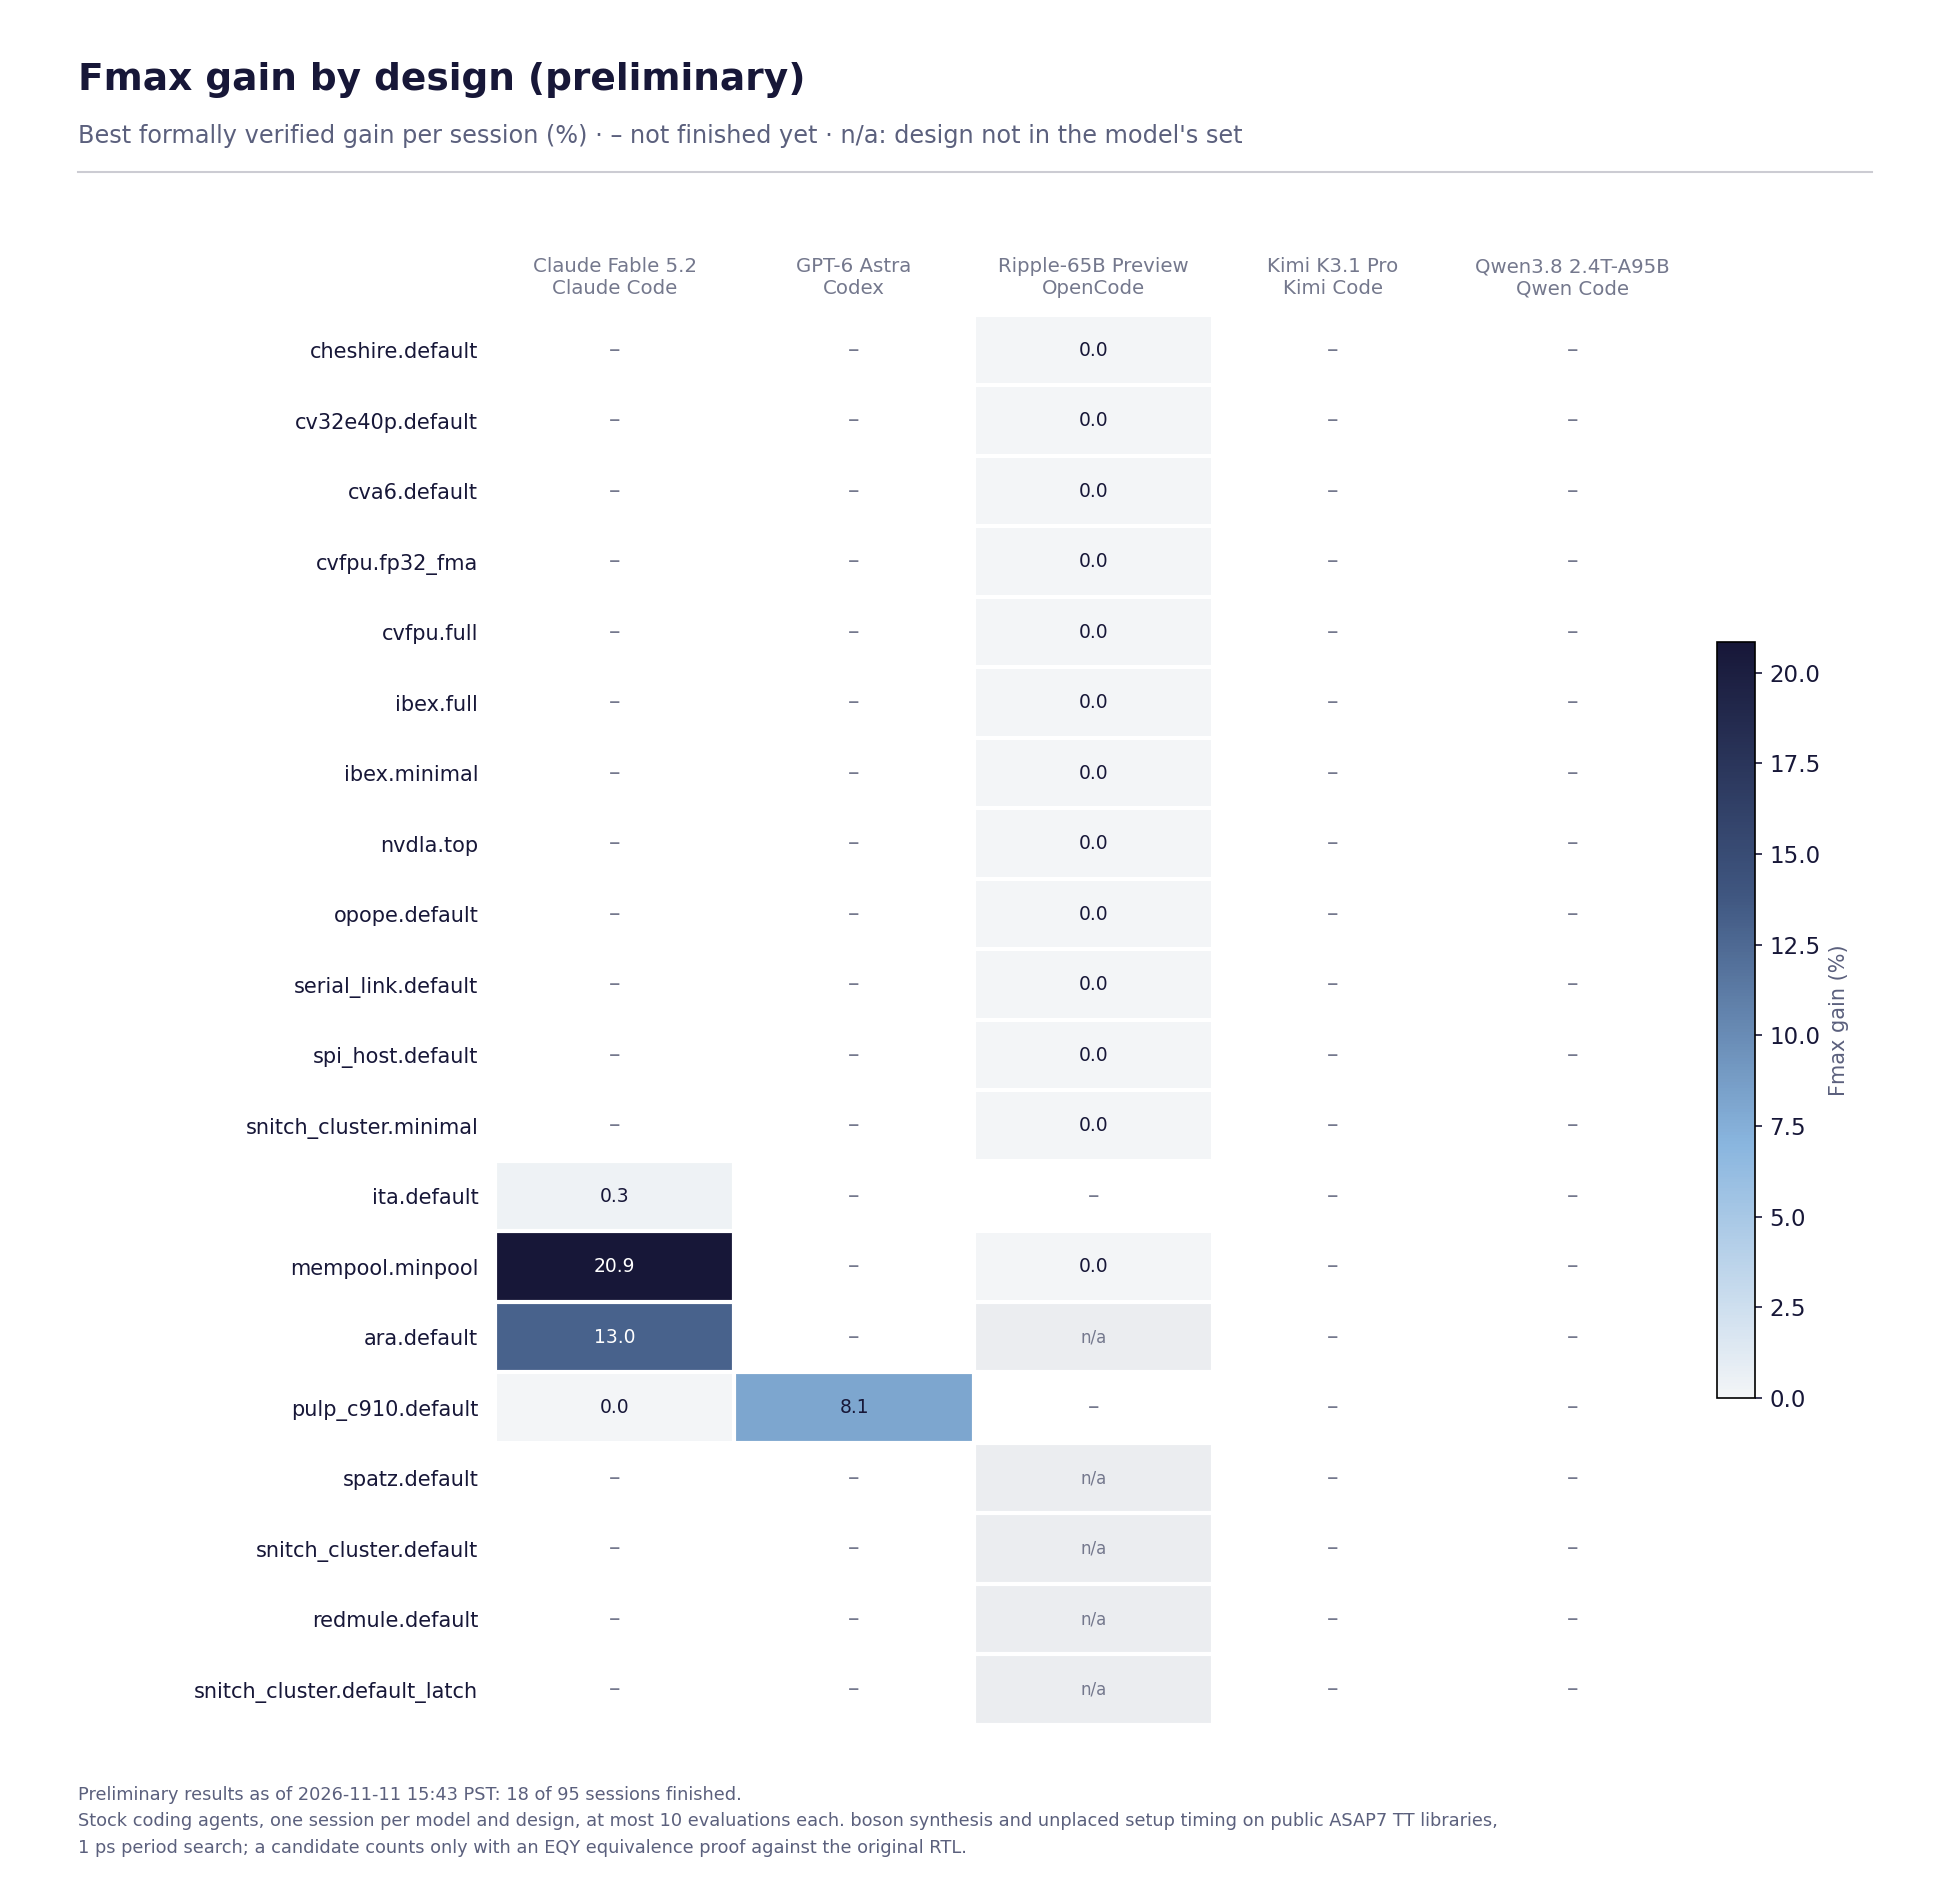 Fmax gain by design (preliminary)
Best formally verified gain per session (%) · – not finished yet · n/a: design not in the model's set
Claude Fable 5.2 GPT-6 Astra Ripple-65B Preview Kimi K3.1 Pro Qwen3.8 2.4T-A95B
Claude Code Codex OpenCode Kimi Code Qwen Code
cheshire.default – – 0.0 – –
cv32e40p.default – – 0.0 – –
cva6.default – – 0.0 – –
cvfpu.fp32_fma – – 0.0 – –
cvfpu.full – – 0.0 – –
ibex.full – – 0.0 – –
ibex.minimal – – 0.0 – –
nvdla.top – – 0.0 – –
opope.default – – 0.0 – –
serial_link.default – – 0.0 – –
spi_host.default – – 0.0 – –
snitch_cluster.minimal – – 0.0 – –
ita.default 0.3 – – – –
mempool.minpool 20.9 – 0.0 – –
ara.default 13.0 – n/a – –
pulp_c910.default 0.0 8.1 – – –
spatz.default – – n/a – –
snitch_cluster.default – – n/a – –
redmule.default – – n/a – –
snitch_cluster.default_latch – – n/a – –
20.0
17.5
15.0
12.5
10.0
7.5
5.0
2.5
0.0
Fmax gain (%)
Preliminary results as of 2026-11-11 15:43 PST: 18 of 95 sessions finished.
Stock coding agents, one session per model and design, at most 10 evaluations each. boson synthesis and unplaced setup timing on public ASAP7 TT libraries,
1 ps period search; a candidate counts only with an EQY equivalence proof against the original RTL.